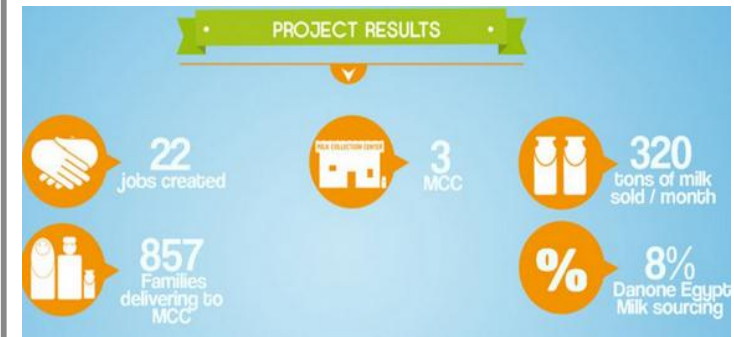 PROJECT RESULTS
22
jobs created
MILK COLLECTION CENTER
3
MCC
320
tons of milk
sold / month
857
Families
delivering to
MCC
%
8%
Danone Egypt
Milk sourcing